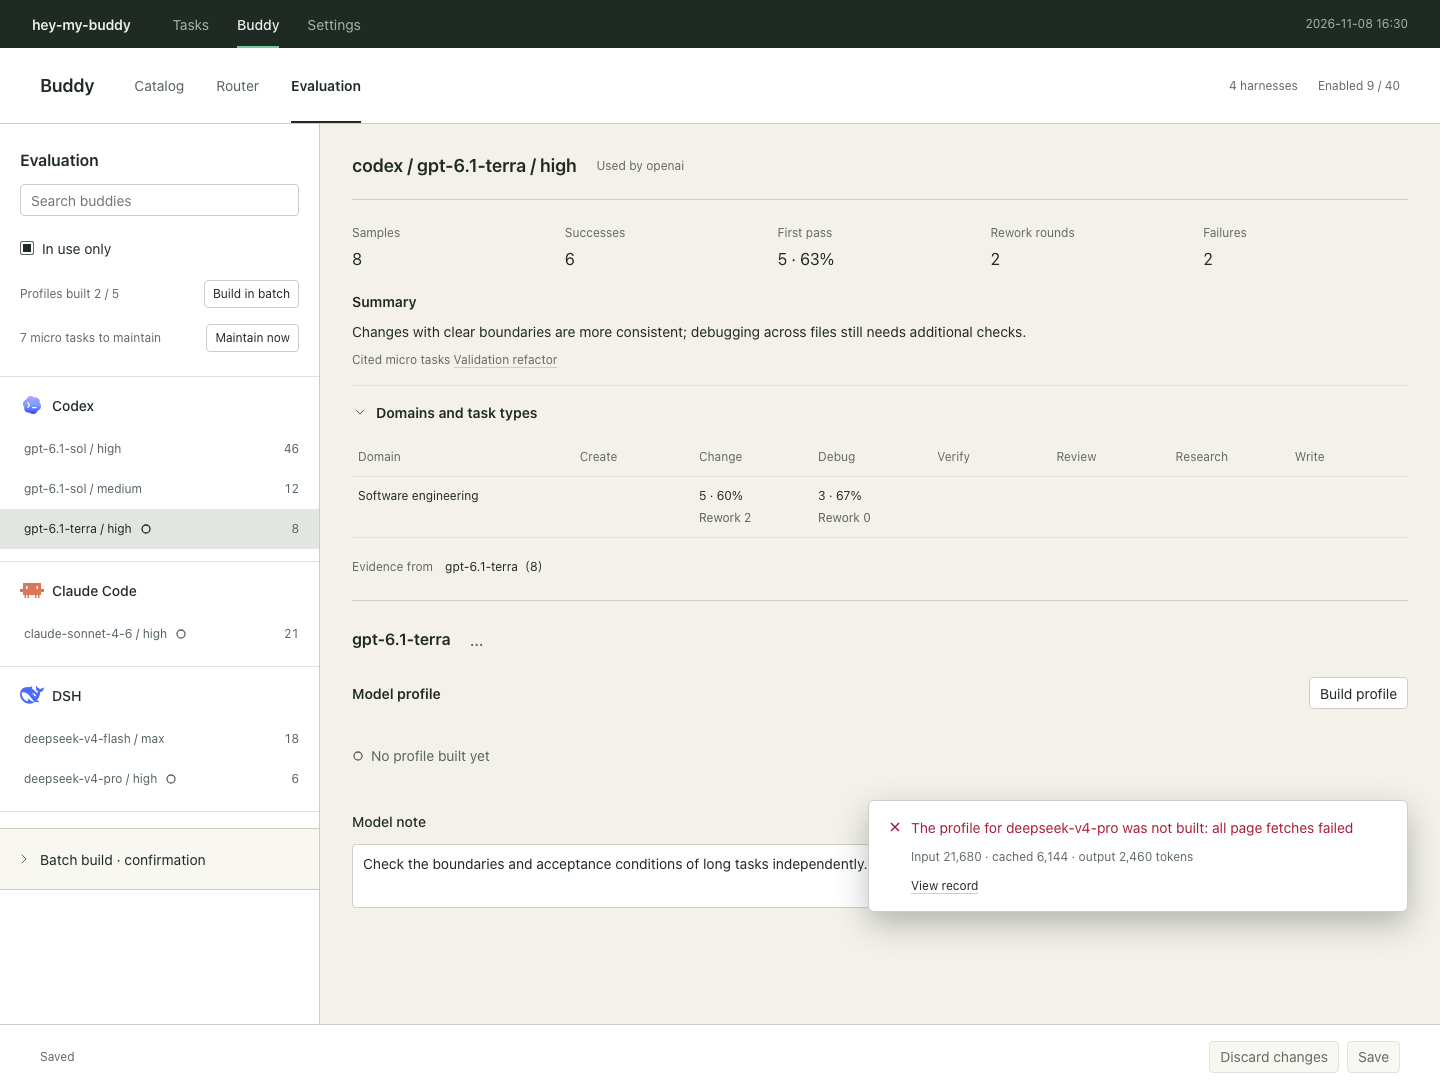 hey-my-buddy Tasks Buddy Settings 2026-11-08 16:30
Buddy Catalog Router Evaluation 4 harnesses Enabled 9 / 40
Evaluation
Search buddies
In use only
Profiles built 2 / 5 Build in batch
7 micro tasks to maintain Maintain now
Codex
gpt-6.1-sol / high 46
gpt-6.1-sol / medium 12
gpt-6.1-terra / high 8
Claude Code
claude-sonnet-4-6 / high 21
DSH
deepseek-v4-flash / max 18
deepseek-v4-pro / high 6
Batch build · confirmation
codex / gpt-6.1-terra / high Used by openai
Samples Successes First pass Rework rounds Failures
8 6 5 · 63% 2 2
Summary
Changes with clear boundaries are more consistent; debugging across files still needs additional checks.
Cited micro tasks Validation refactor
Domains and task types
Domain Create Change Debug Verify Review Research Write
Software engineering 5 · 60% 3 · 67%
Rework 2 Rework 0
Evidence from gpt-6.1-terra (8)
gpt-6.1-terra ...
Model profile Build profile
No profile built yet
Model note
Check the boundaries and acceptance conditions of long tasks independently.
The profile for deepseek-v4-pro was not built: all page fetches failed
Input 21,680 · cached 6,144 · output 2,460 tokens
View record
Saved Discard changes Save